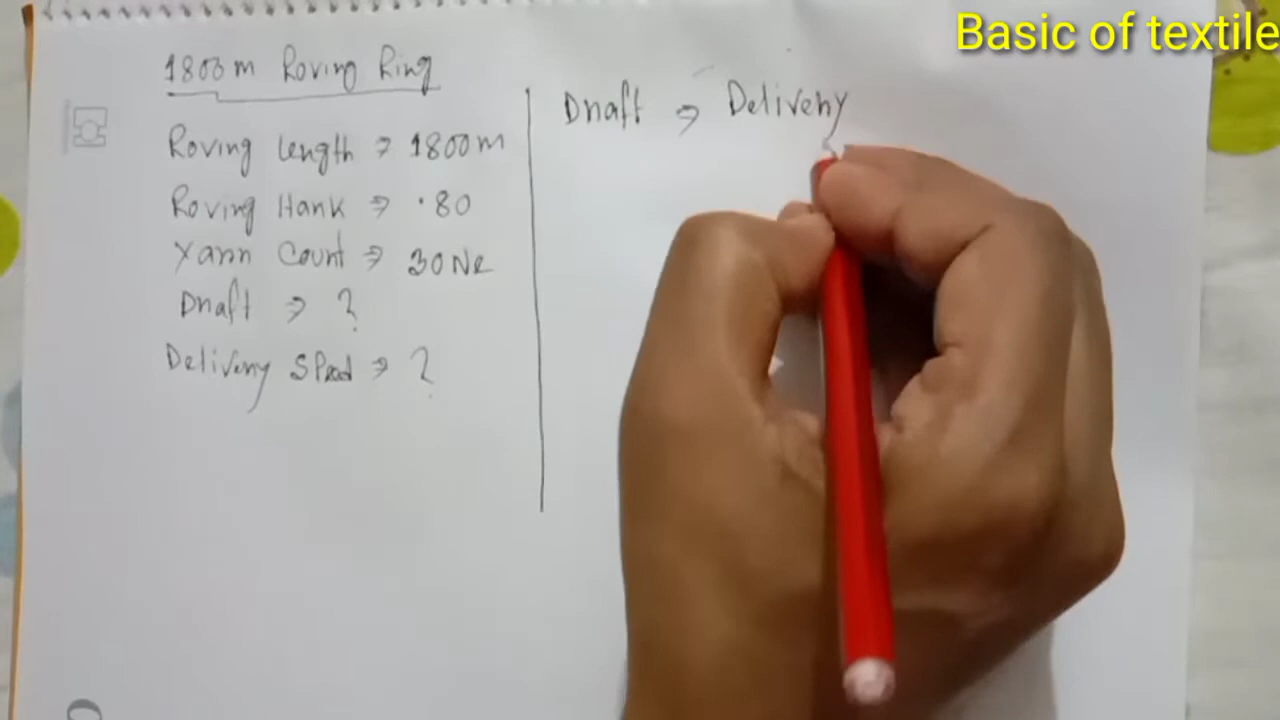 Basic of textile
1800m Roving Ring
Roving Length ⇒ 1800m
Roving Hank ⇒ .80
Yarn Count ⇒ 30Ne
Draft ⇒ ?
Delivery Speed ⇒ ?
Draft ⇒ Delivery